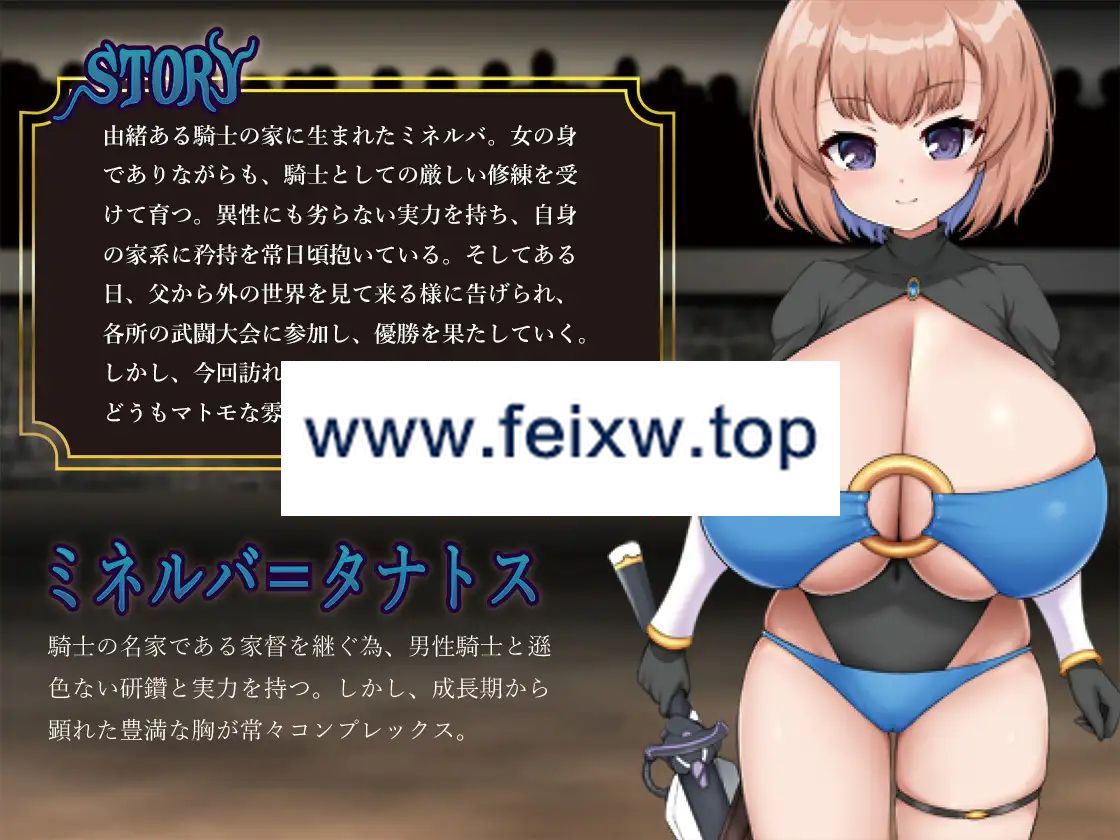 STORY
由緒ある騎士の家に生まれたミネルバ。女の身
でありながらも、騎士としての厳しい修練を受
けて育つ。異性にも劣らない実力を持ち、自身
の家系に矜持を常日頃抱いている。そしてある
日、父から外の世界を見て来る様に告げられ、
各所の武闘大会に参加し、優勝を果たしていく。
しかし、今回訪れ
どうもマトモな雰
www.feixw.top
ミネルバ=タナトス
騎士の名家である家督を継ぐ為、男性騎士と遜
色ない研鑽と実力を持つ。しかし、成長期から
顕れた豊満な胸が常々コンプレックス。